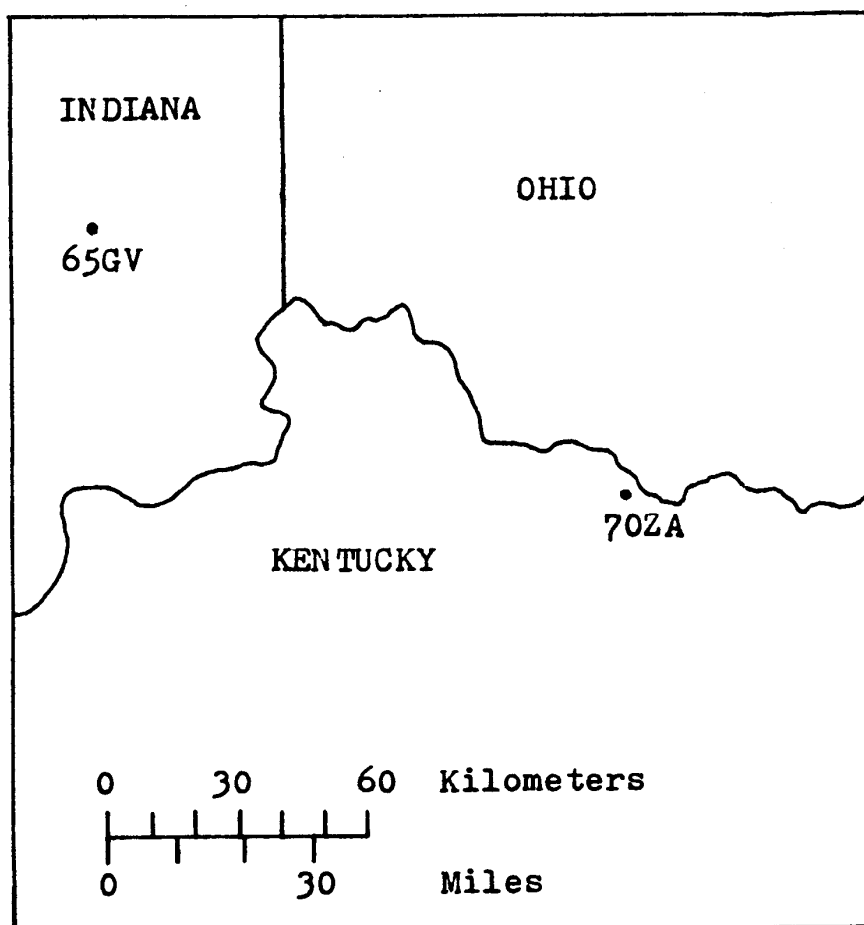 INDIANA
OHIO
65GV
70ZA
KENTUCKY
0 30 60 Kilometers
0 30 Miles